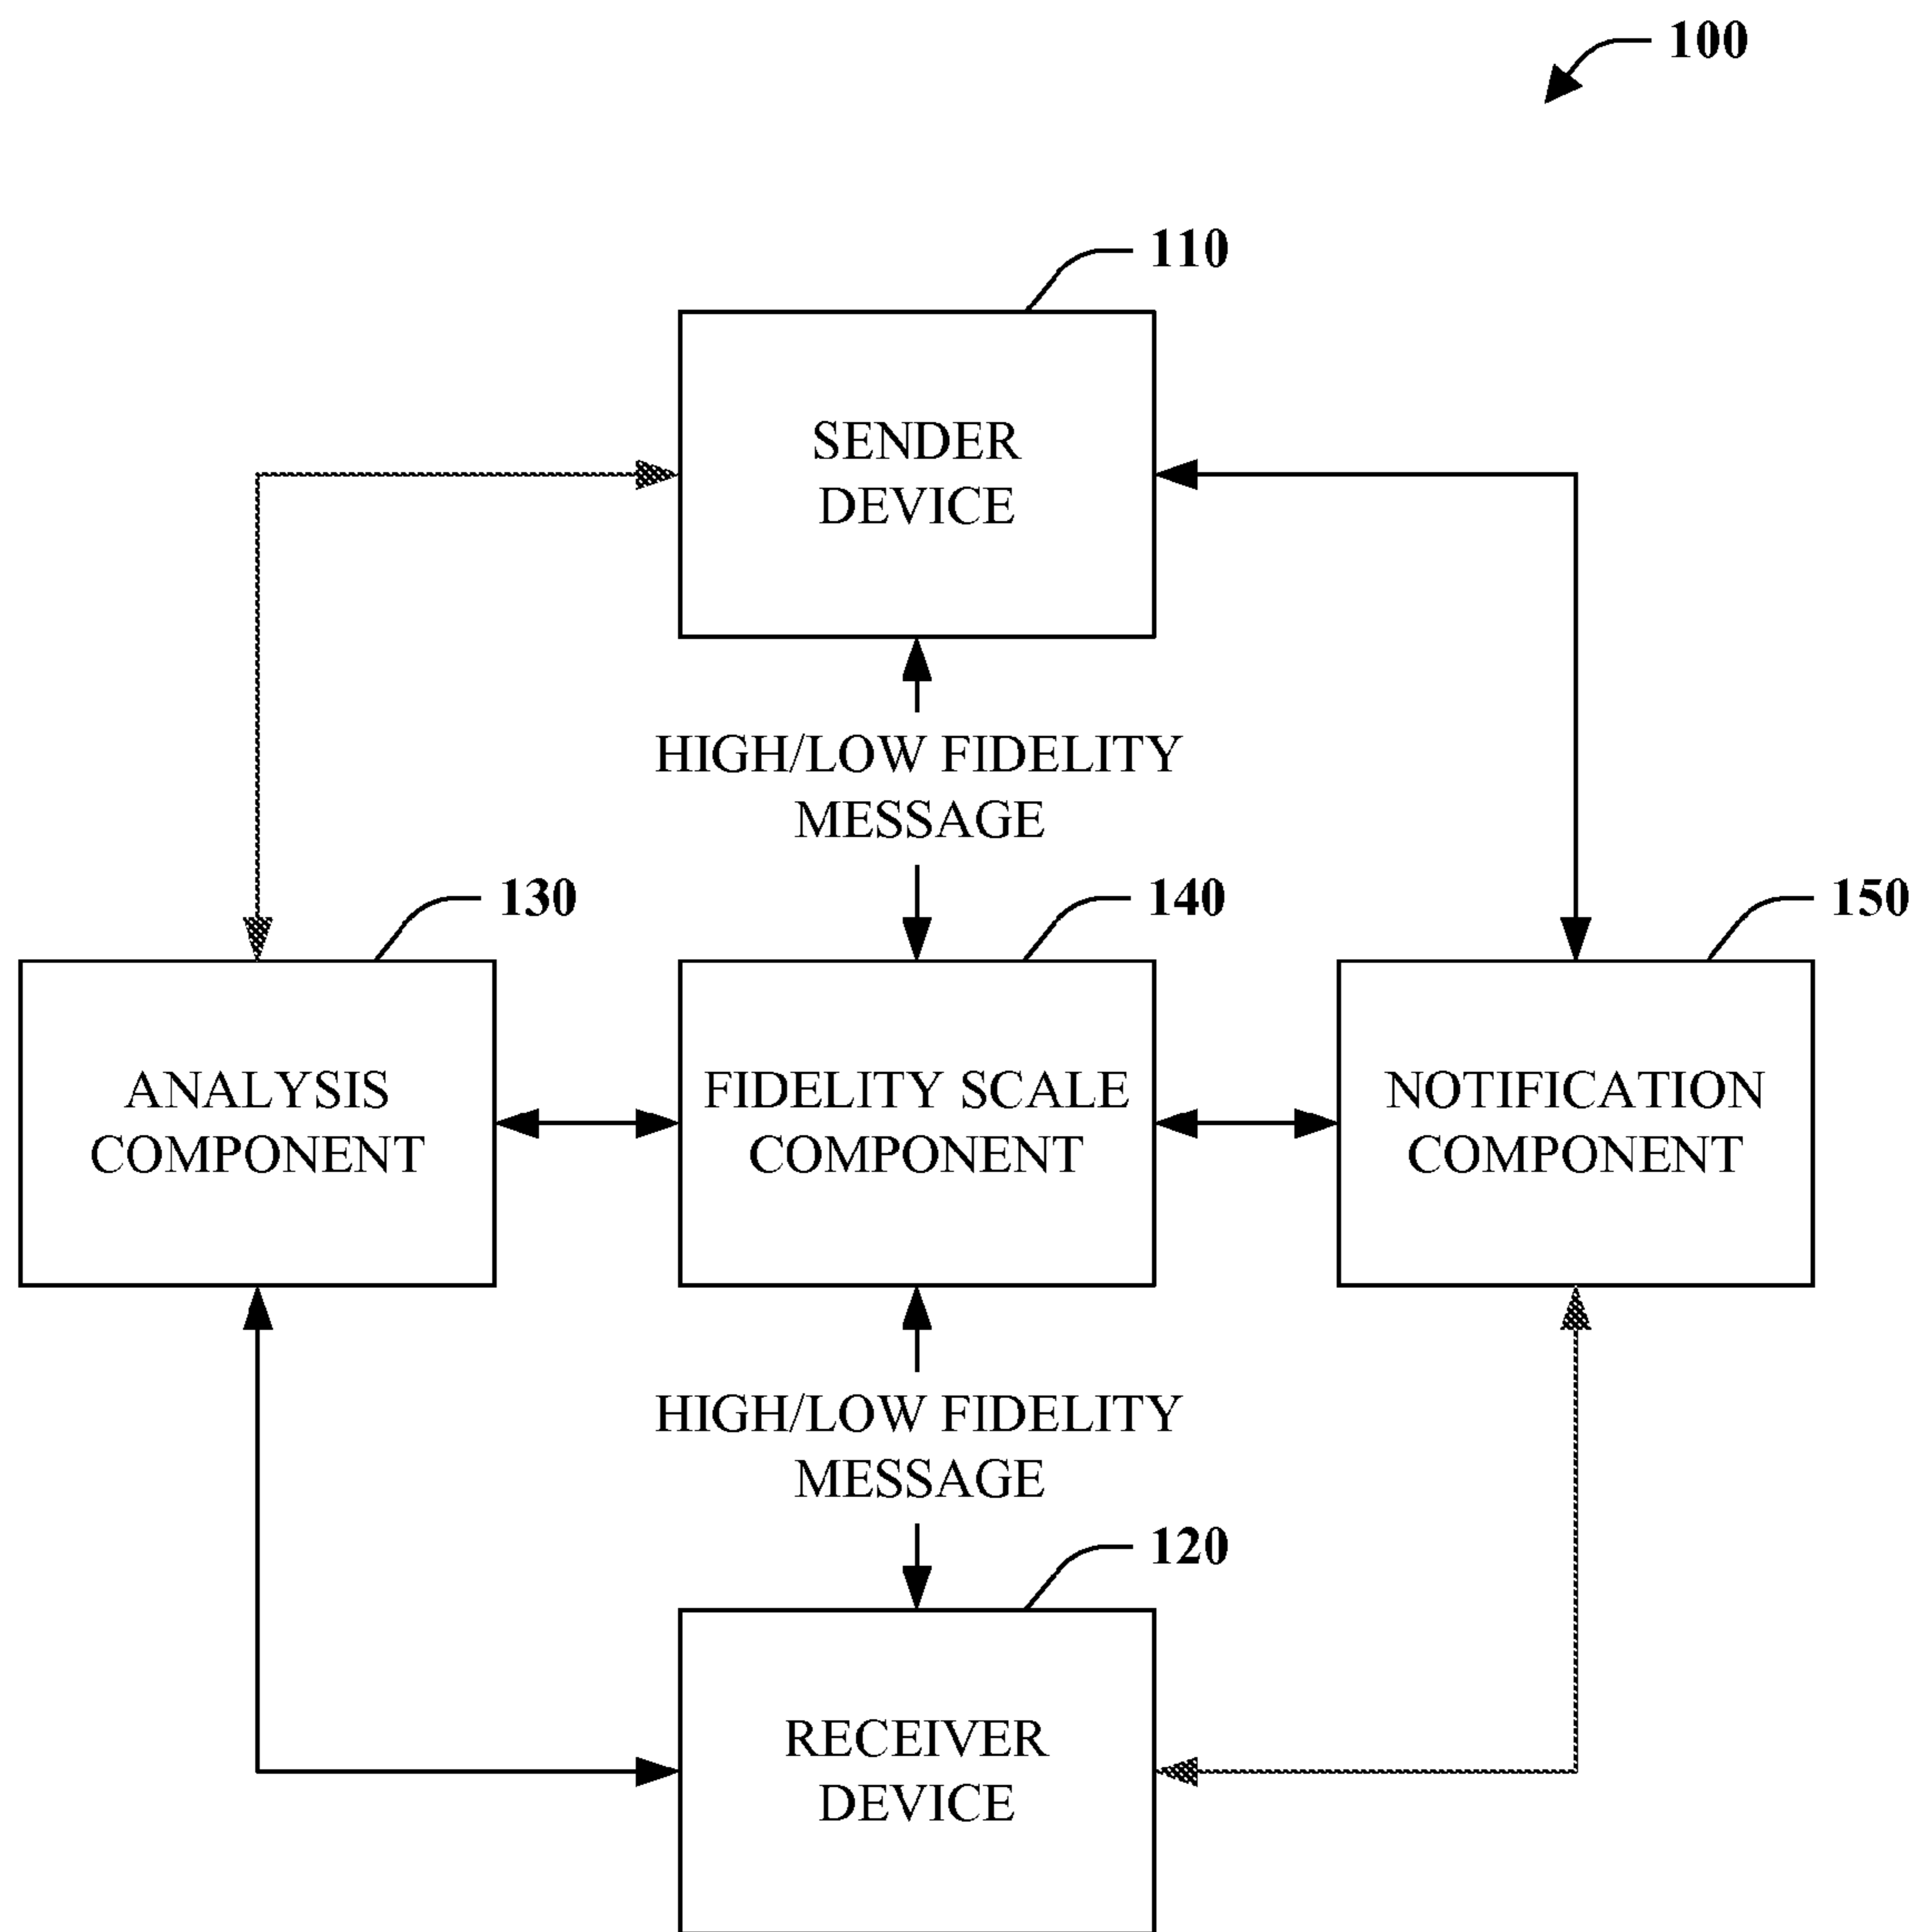 100
110
SENDER
DEVICE
HIGH/LOW FIDELITY
MESSAGE
130
140
150
ANALYSIS
COMPONENT
FIDELITY SCALE
COMPONENT
NOTIFICATION
COMPONENT
HIGH/LOW FIDELITY
MESSAGE
120
RECEIVER
DEVICE